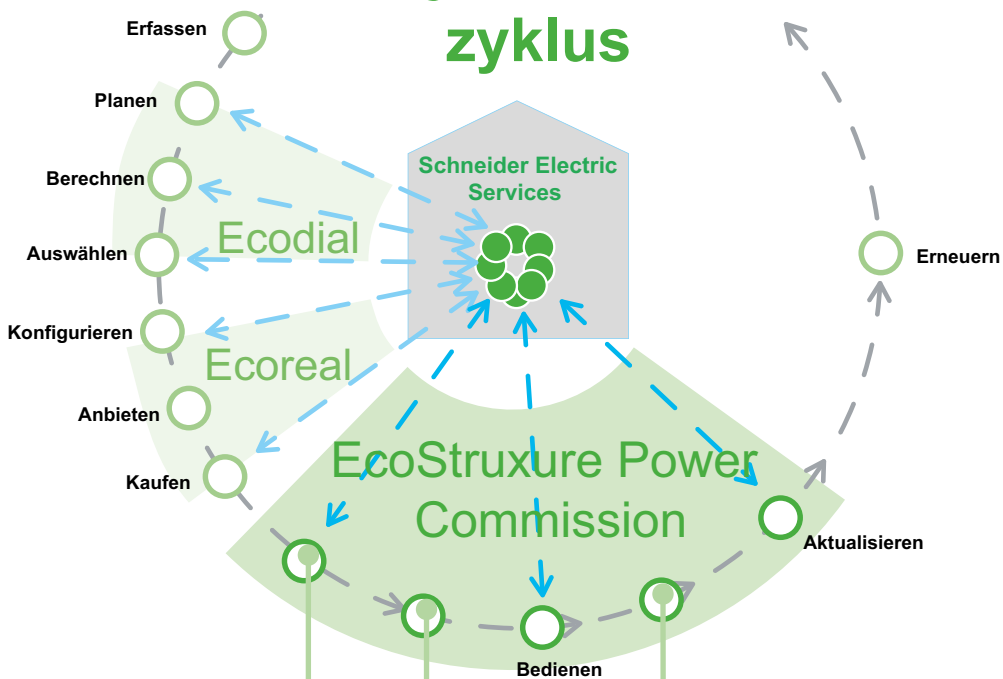 zyklus
Erfassen
Planen
Schneider Electric
Services
Berechnen
Ecodial
Auswählen
Erneuern
Konfigurieren
Ecoreal
Anbieten
Kaufen
EcoStruxure Power
Commission
Aktualisieren
Bedienen